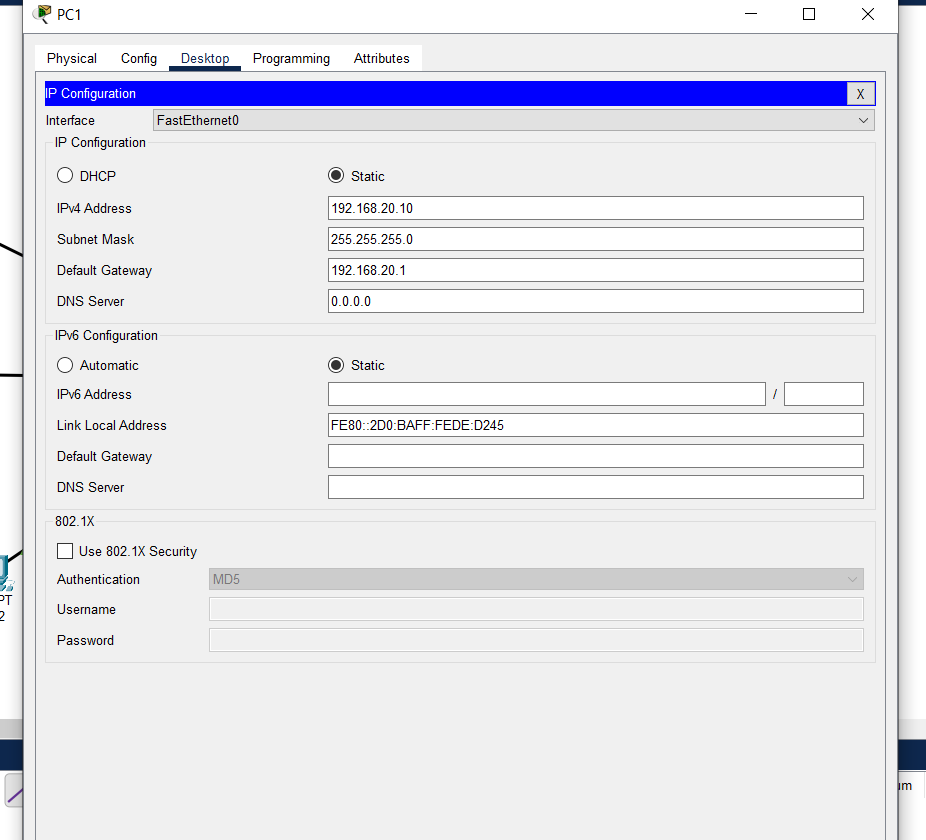 PC1
Physical Config Desktop Programming Attributes
IP Configuration X
Interface FastEthernet0
IP Configuration
DHCP Static
IPv4 Address 192.168.20.10
Subnet Mask 255.255.255.0
Default Gateway 192.168.20.1
DNS Server 0.0.0.0
IPv6 Configuration
Automatic Static
IPv6 Address /
Link Local Address FE80::2D0:BAFF:FEDE:D245
Default Gateway
DNS Server
802.1X
Use 802.1X Security
Authentication MD5
PT
Username
2
Password